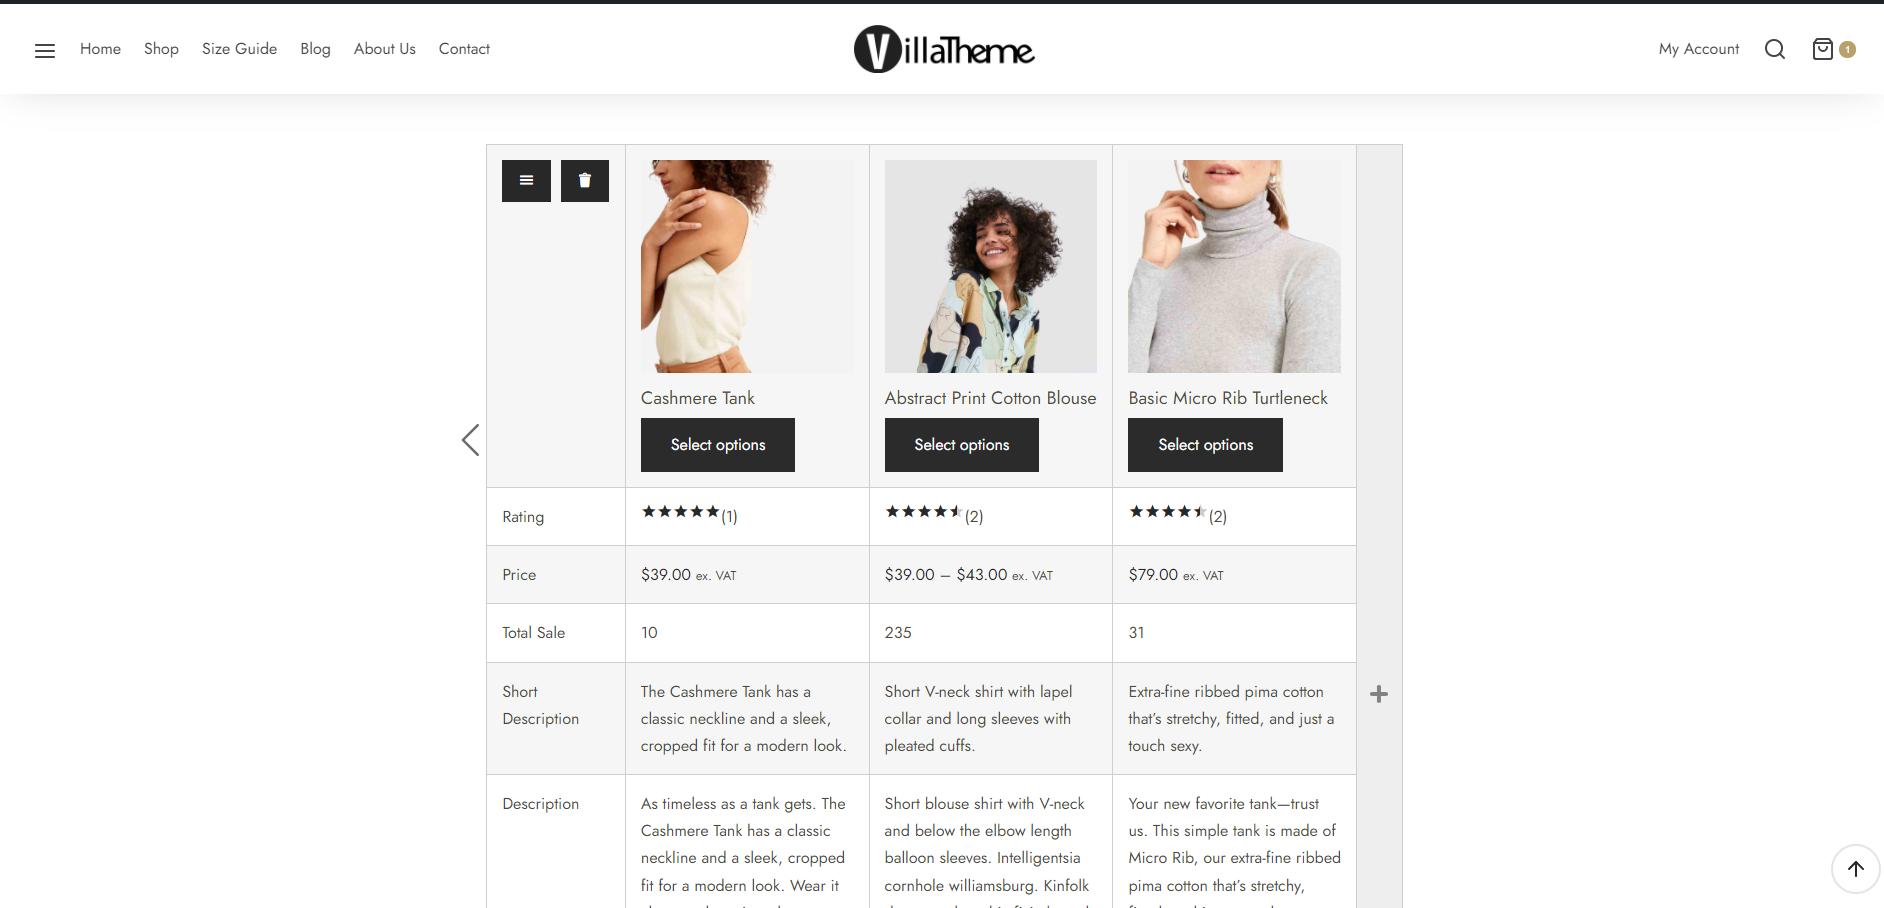 Home Shop Size Guide Blog About Us Contact
VillaTheme
My Account 1
Cashmere Tank
Abstract Print Cotton Blouse
Basic Micro Rib Turtleneck
Select options
Select options
Select options
Rating
(1)
(2)
(2)
Price
$39.00 ex. VAT
$39.00 – $43.00 ex. VAT
$79.00 ex. VAT
Total Sale
10
235
31
Short
Description
The Cashmere Tank has a
classic neckline and a sleek,
cropped fit for a modern look.
Short V-neck shirt with lapel
collar and long sleeves with
pleated cuffs.
Extra-fine ribbed pima cotton
that’s stretchy, fitted, and just a
touch sexy.
Description
As timeless as a tank gets. The
Cashmere Tank has a classic
neckline and a sleek, cropped
fit for a modern look. Wear it
Short blouse shirt with V-neck
and below the elbow length
balloon sleeves. Intelligentsia
cornhole williamsburg. Kinfolk
Your new favorite tank—trust
us. This simple tank is made of
Micro Rib, our extra-fine ribbed
pima cotton that’s stretchy,